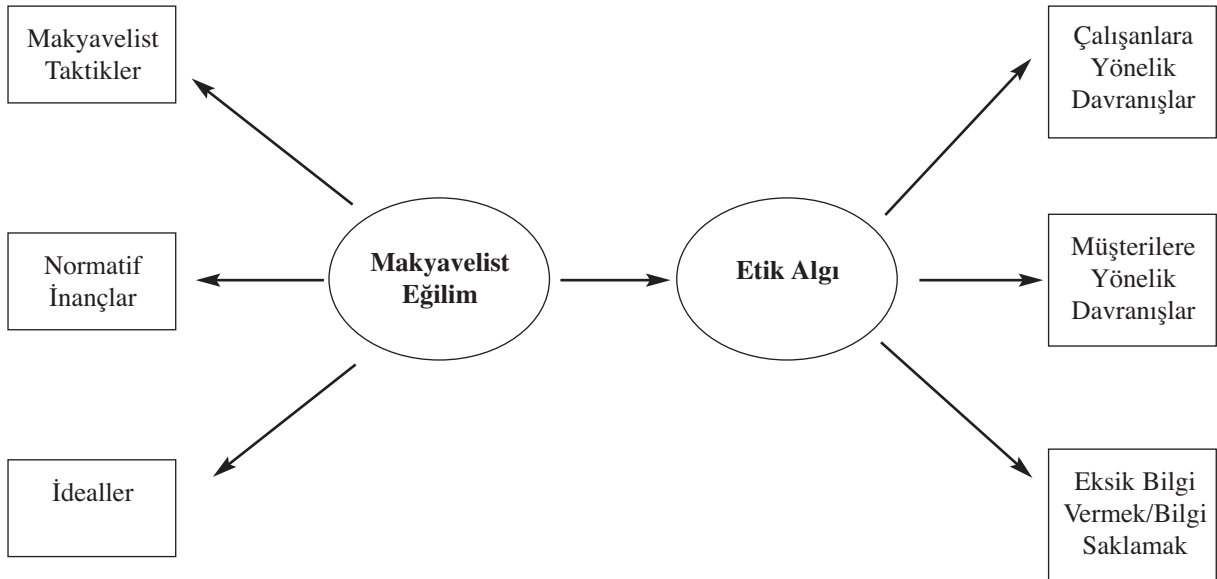 Makyavelist
Taktikler
Normatif
İnançlar
İdealler
Makyavelist
Eğilim
Etik Algı
Çalışanlara
Yönelik
Davranışlar
Müşterilere
Yönelik
Davranışlar
Eksik Bilgi
Vermek/Bilgi
Saklamak